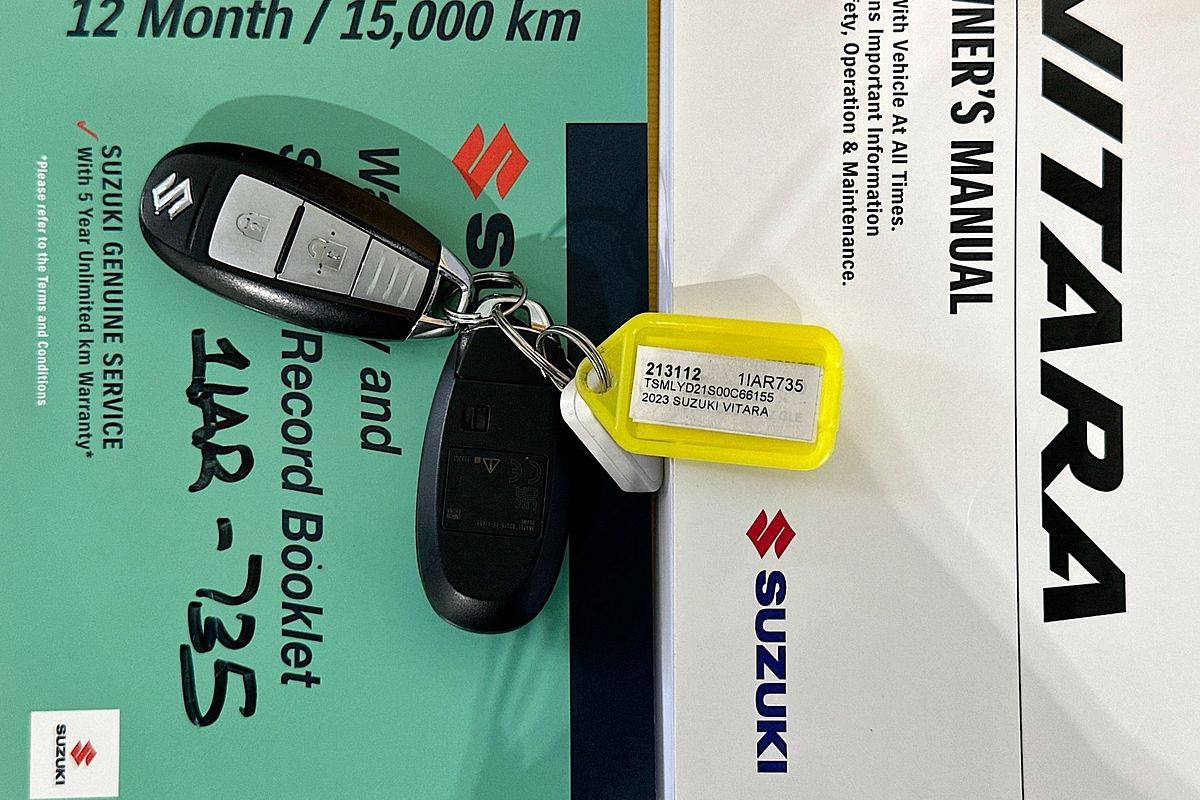 12 Month / 15,000 km
S
and
Record Booklet
SUZUKI GENUINE SERVICE
With 5 Year Unlimited km Warranty*
*Please refer to the Terms and Conditions
1IAR-735
SUZUKI
213112 1IAR735
TSMLYD21S00C66155
2023 SUZUKI VITARA
VITARA
OWNER'S MANUAL
With Vehicle At All Times.
Important Information
Operation & Maintenance.
SUZUKI